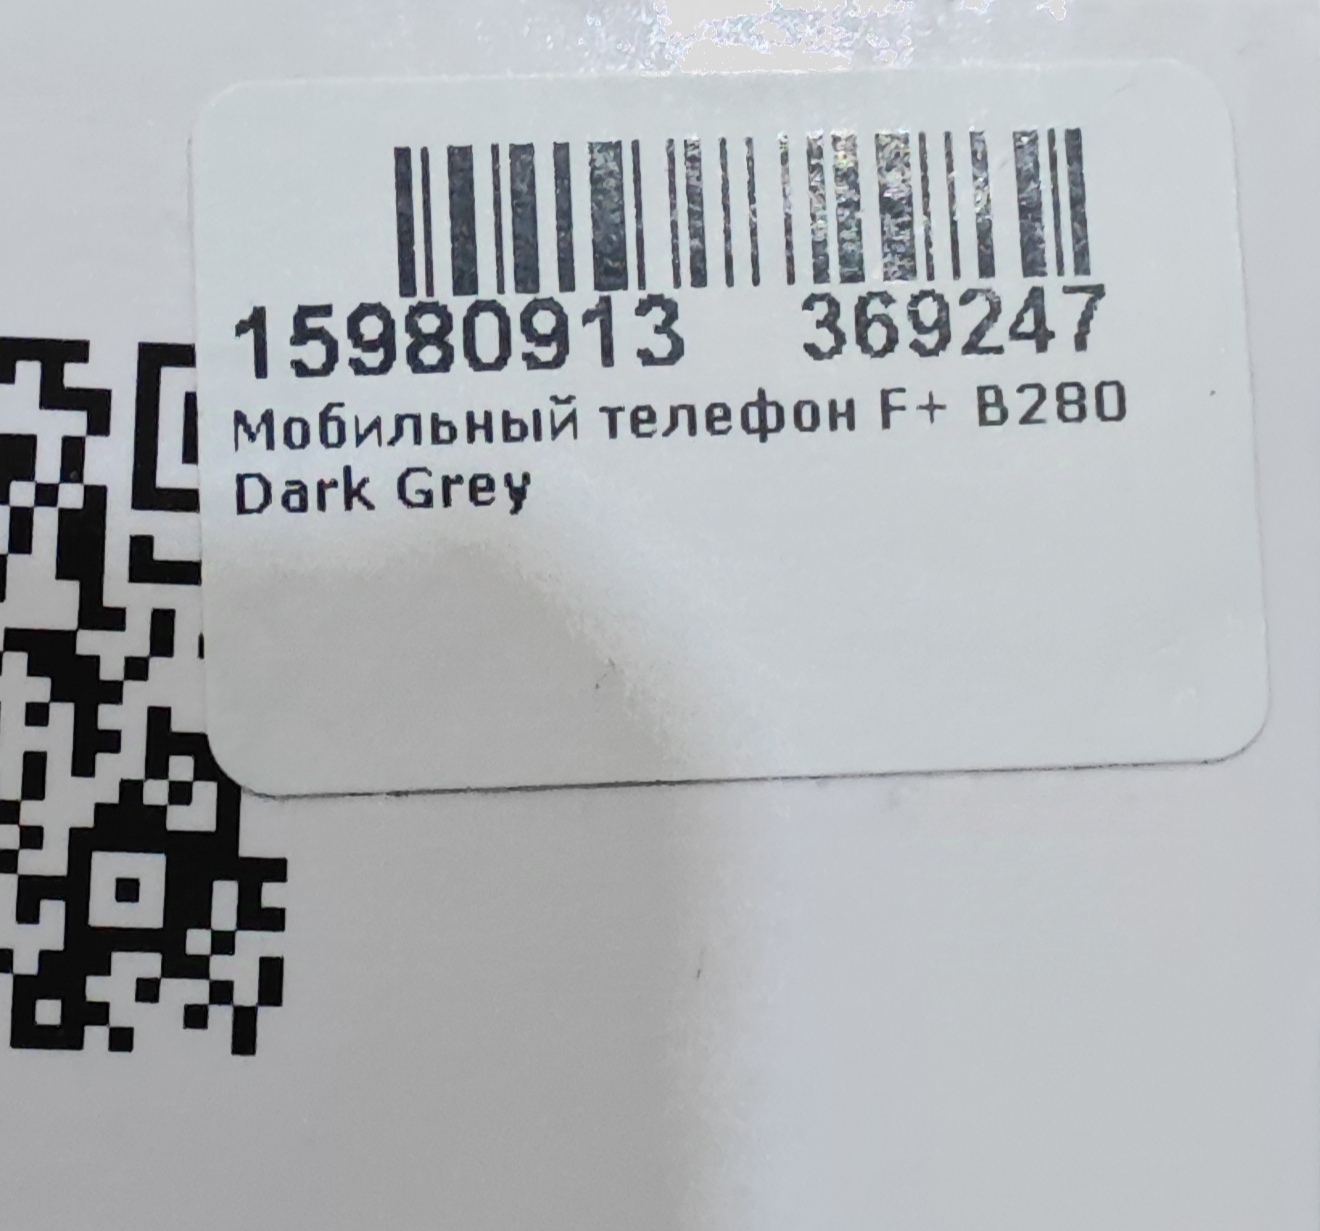 15980913 369247
Мобильный телефон F+ B280
Dark Grey